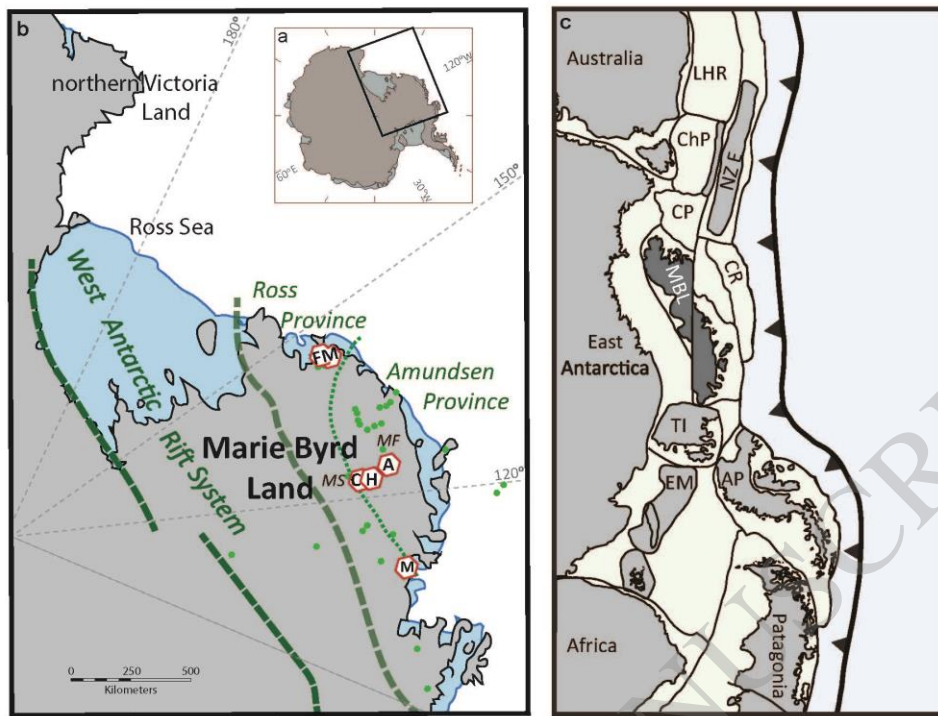 b
180°
a
120°W
60°E
30°W
northern Victoria
Land
150°
Ross Sea
West
Antarctic
Rift System
Ross
Province
FM
Amundsen
Province
Marie Byrd
Land
MF
A
MS
C
H
120°
M
0
250
500
Kilometers
c
Australia
LHR
ChP
NZ E
CP
MBL
CR
East
Antarctica
TI
EM
AP
Africa
Patagonia
NUSCR